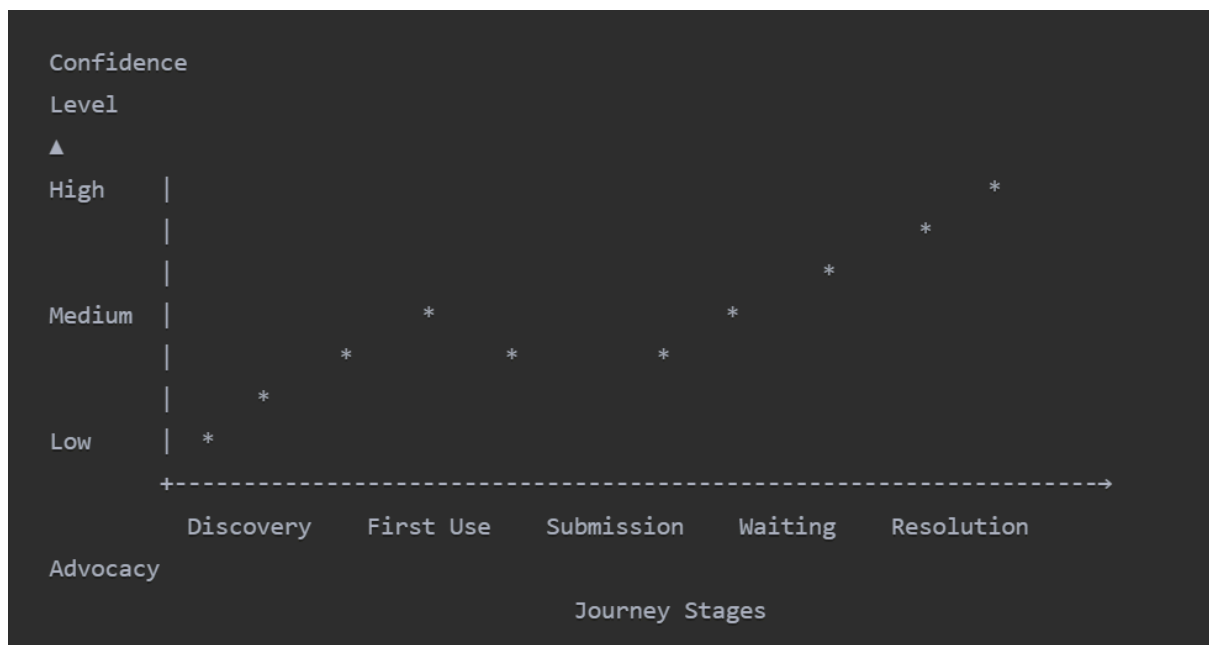 Confidence
Level
▲
High    |                                                            *
        |                                                       *
        |                                                *
Medium  |                  *                     *
        |            *           *          *
        |      *
Low     |  *
        +-------------------------------------------------------------------→
          Discovery    First Use    Submission    Waiting    Resolution
Advocacy
                                      Journey Stages